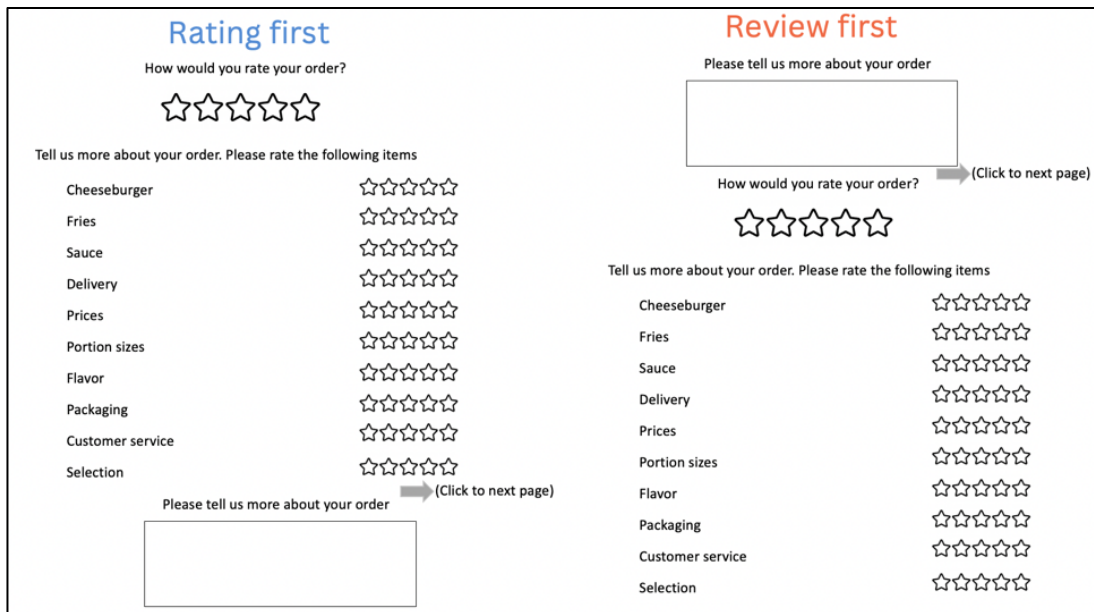 Rating first
How would you rate your order?
Tell us more about your order. Please rate the following items
Cheeseburger
Fries
Sauce
Delivery
Prices
Portion sizes
Flavor
Packaging
Customer service
Selection
(Click to next page)
Please tell us more about your order
Review first
Please tell us more about your order
(Click to next page)
How would you rate your order?
Tell us more about your order. Please rate the following items
Cheeseburger
Fries
Sauce
Delivery
Prices
Portion sizes
Flavor
Packaging
Customer service
Selection